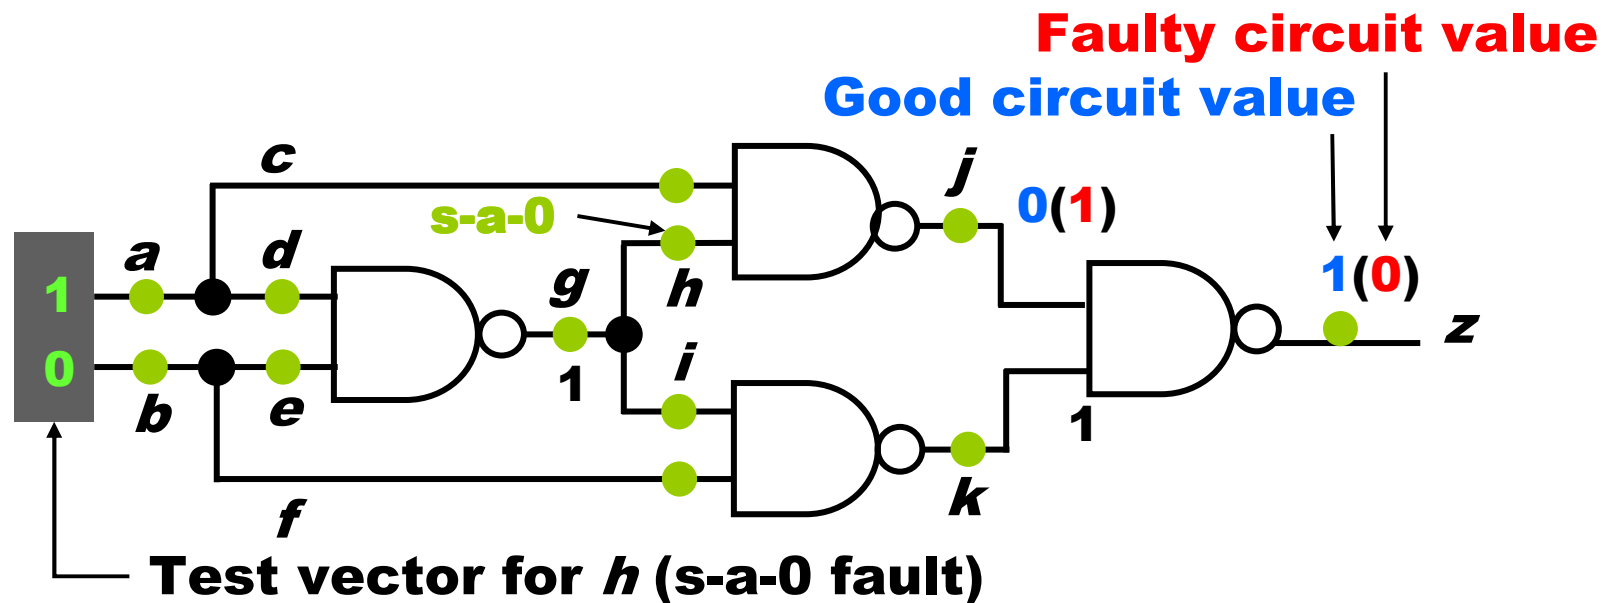 Faulty circuit value
Good circuit value
c
j
0(1)
s-a-0
a
d
1(0)
1
g
h
z
0
i
1
b
e
1
k
f
Test vector for h (s-a-0 fault)